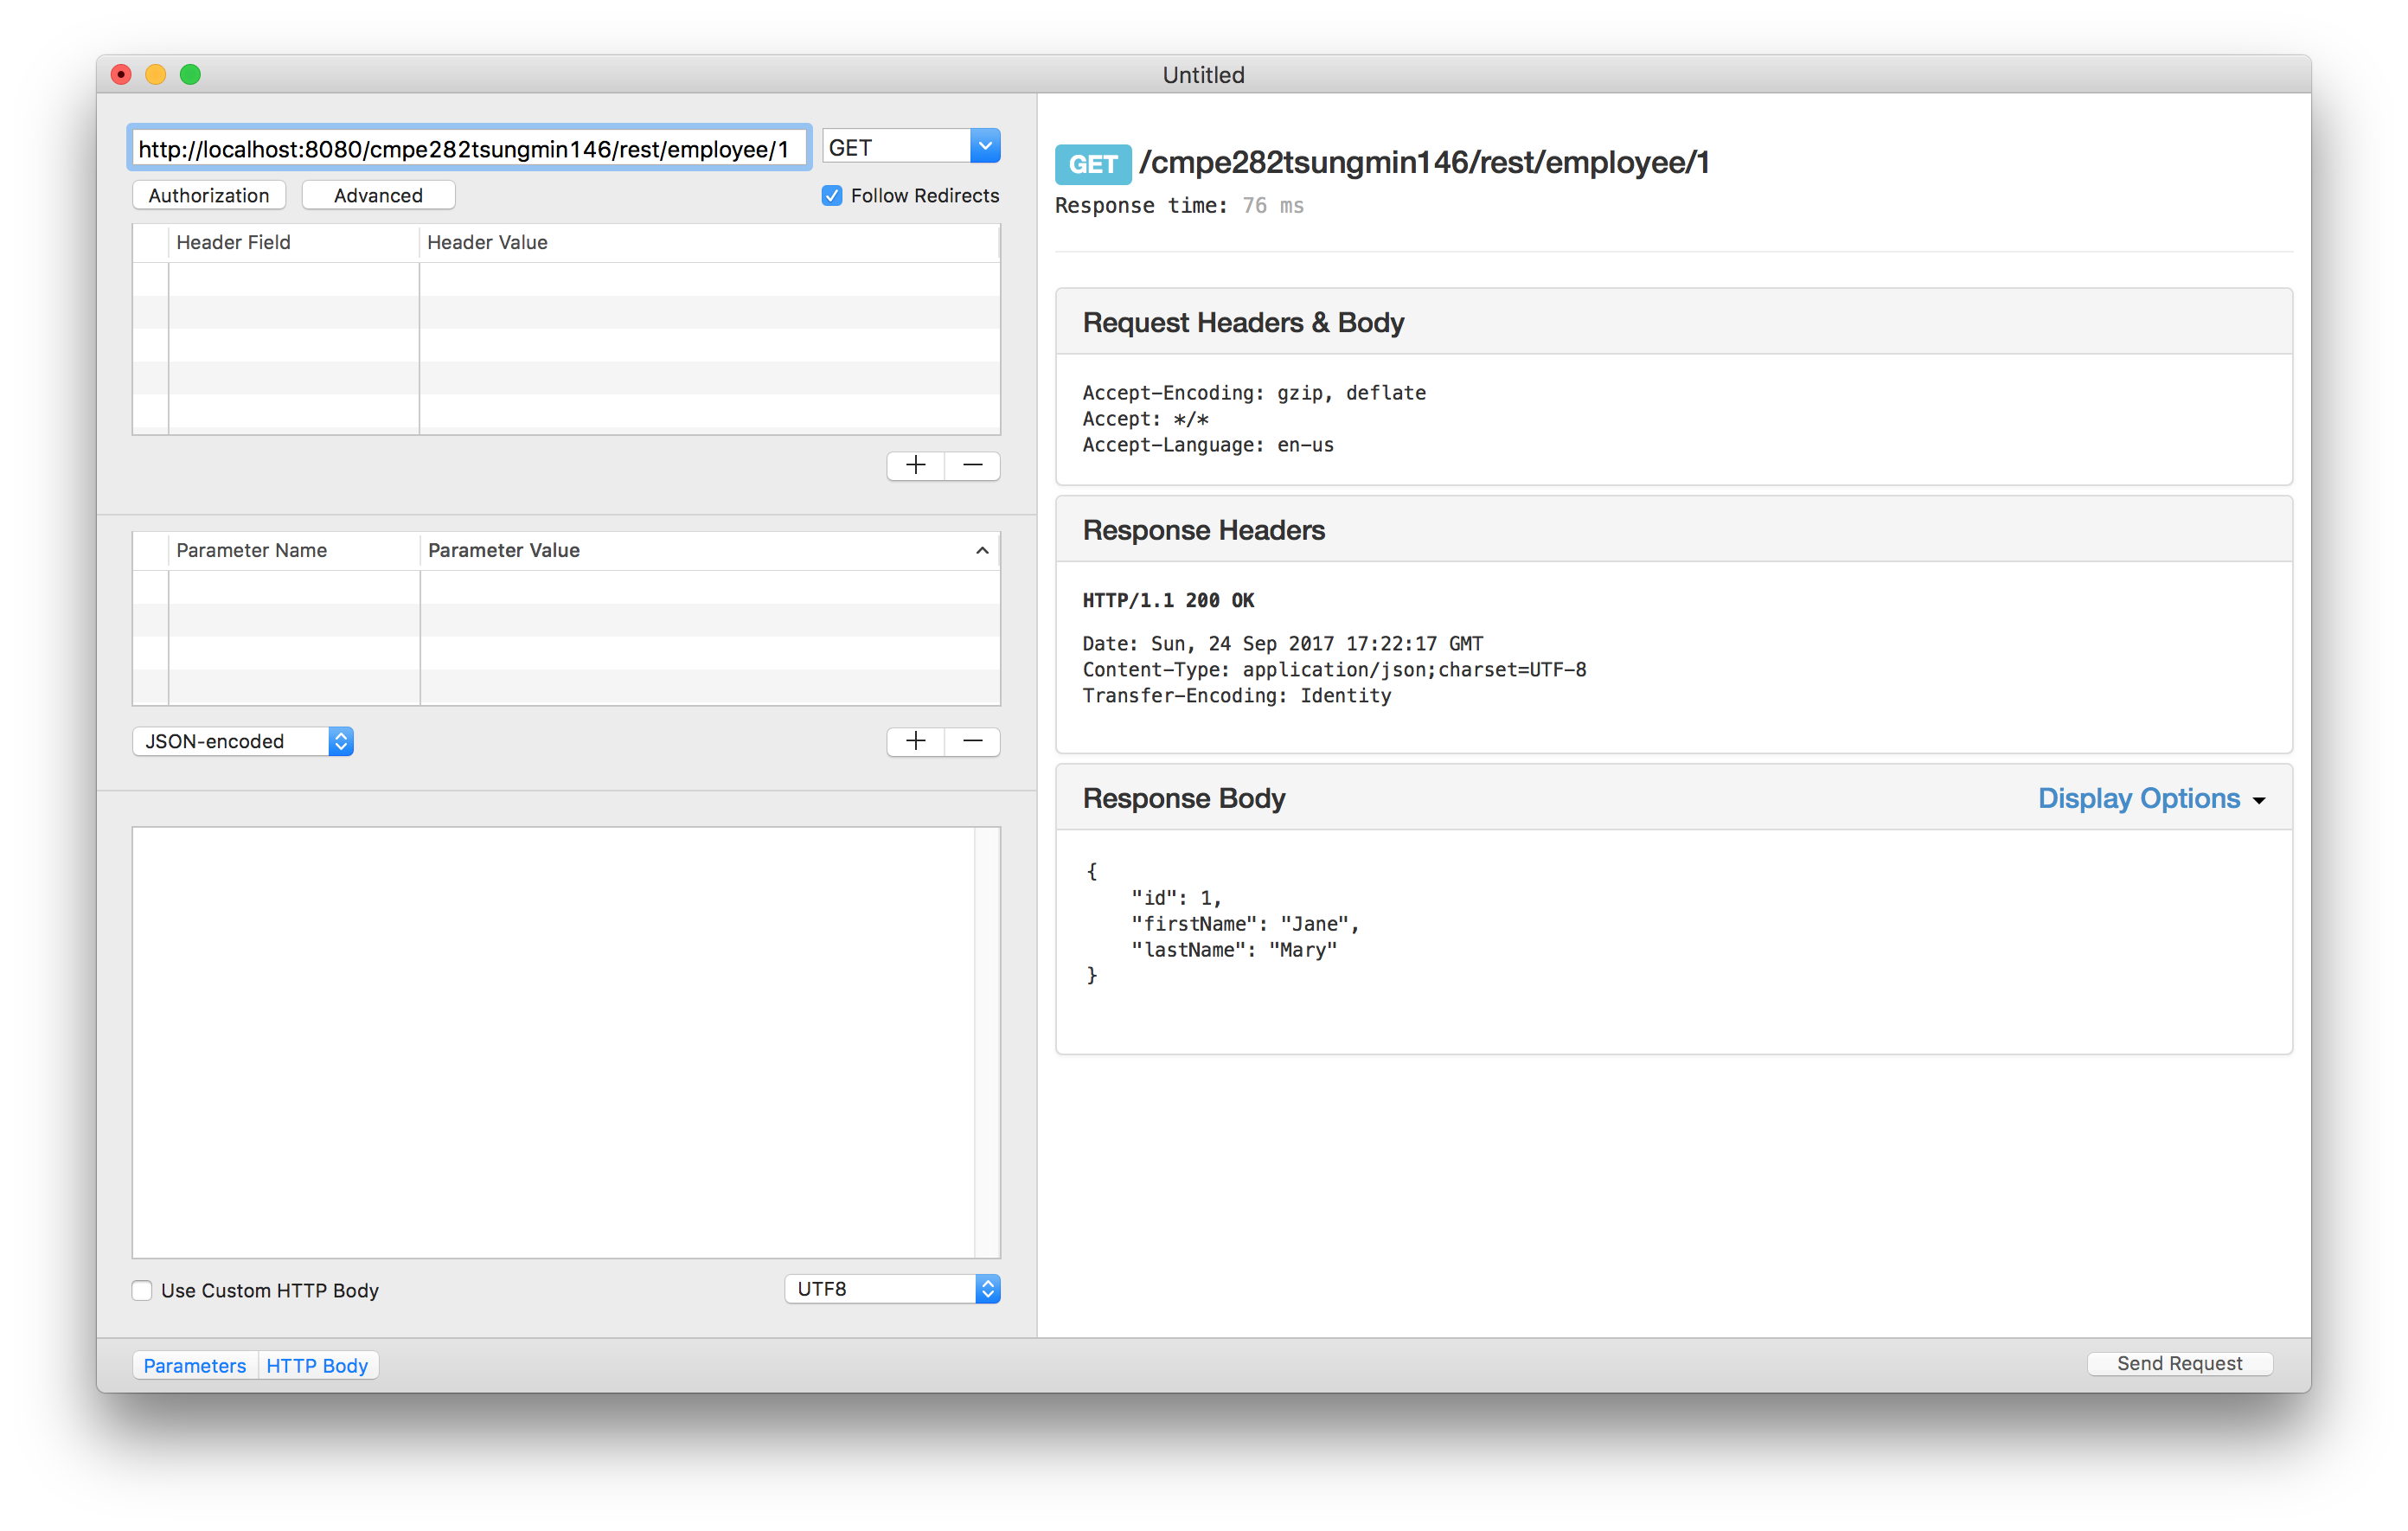 Untitled
http://localhost:8080/cmpe282tsungmin146/rest/employee/1
GET
Authorization
Advanced
Follow Redirects
Header Field
Header Value
Parameter Name
Parameter Value
JSON-encoded
Use Custom HTTP Body
UTF8
Parameters
HTTP Body
GET /cmpe282tsungmin146/rest/employee/1
Response time: 76 ms
Request Headers & Body
Accept-Encoding: gzip, deflate
Accept: */*
Accept-Language: en-us
Response Headers
HTTP/1.1 200 OK
Date: Sun, 24 Sep 2017 17:22:17 GMT
Content-Type: application/json;charset=UTF-8
Transfer-Encoding: Identity
Response Body
Display Options
{
"id": 1,
"firstName": "Jane",
"lastName": "Mary"
}
Send Request